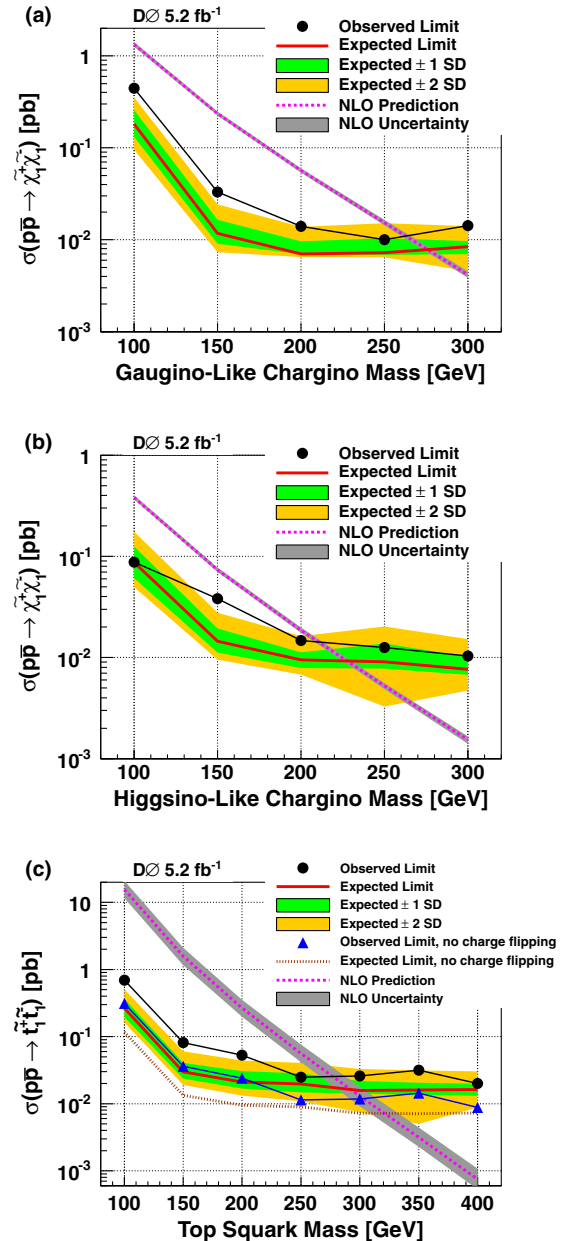 (a)
DØ 5.2 fb⁻¹
Observed Limit
Expected Limit
Expected ± 1 SD
Expected ± 2 SD
NLO Prediction
NLO Uncertainty
σ(pp̅ → χ̃₁⁺χ̃₁⁻) [pb]
1
10⁻¹
10⁻²
10⁻³
100 150 200 250 300
Gaugino-Like Chargino Mass [GeV]
(b)
DØ 5.2 fb⁻¹
Observed Limit
Expected Limit
Expected ± 1 SD
Expected ± 2 SD
NLO Prediction
NLO Uncertainty
σ(pp̅ → χ̃₁⁺χ̃₁⁻) [pb]
1
10⁻¹
10⁻²
10⁻³
100 150 200 250 300
Higgsino-Like Chargino Mass [GeV]
(c)
DØ 5.2 fb⁻¹
Observed Limit
Expected Limit
Expected ± 1 SD
Expected ± 2 SD
Observed Limit, no charge flipping
Expected Limit, no charge flipping
NLO Prediction
NLO Uncertainty
σ(pp̅ → t̃₁⁺t̃₁⁻) [pb]
10
1
10⁻¹
10⁻²
10⁻³
100 150 200 250 300 350 400
Top Squark Mass [GeV]